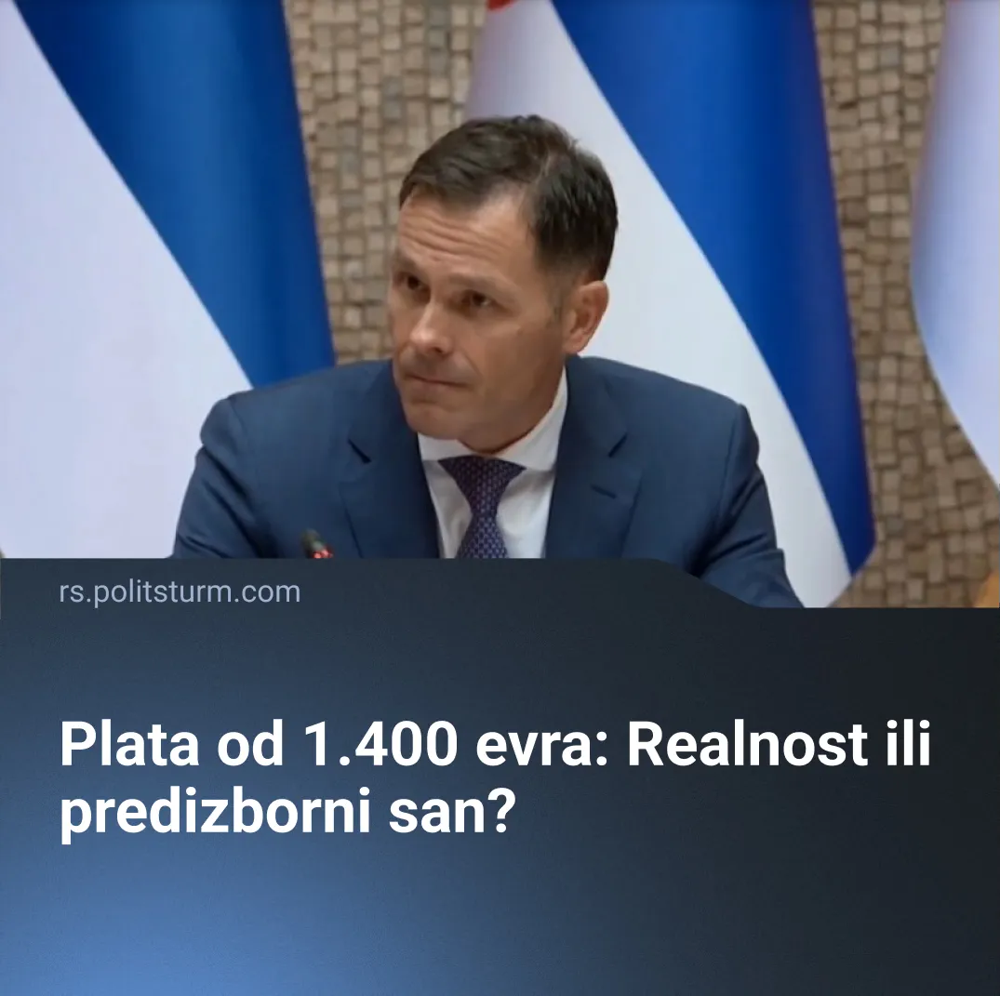 rs.politsturm.com
Plata od 1.400 evra: Realnost ili
predizborni san?